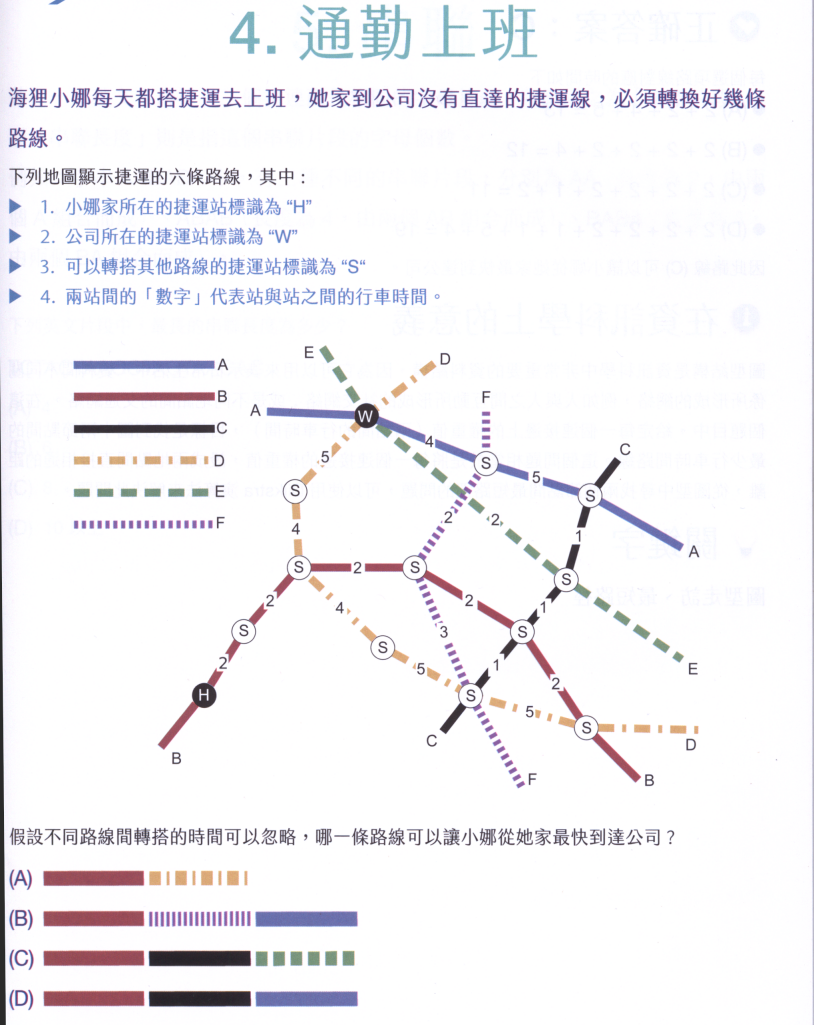 4. 通勤上班
海狸小娜每天都搭捷運去上班，她家到公司沒有直達的捷運線，必須轉換好幾條
路線。
下列地圖顯示捷運的六條路線，其中：
▶ 1. 小娜家所在的捷運站標識為 “H”
▶ 2. 公司所在的捷運站標識為 “W”
▶ 3. 可以轉搭其他路線的捷運站標識為 “S“
▶ 4. 兩站間的「數字」代表站與站之間的行車時間。
A
B
C
D
E
F
E
D
A
W
F
4
C
5
S
5
S
S
2
2
1
A
4
S
2
S
S
2
2
1
4
3
S
S
S
2
5
1
2
E
H
S
5
S
D
C
B
F
B
假設不同路線間轉搭的時間可以忽略，哪一條路線可以讓小娜從她家最快到達公司？
(A)
(B)
(C)
(D)